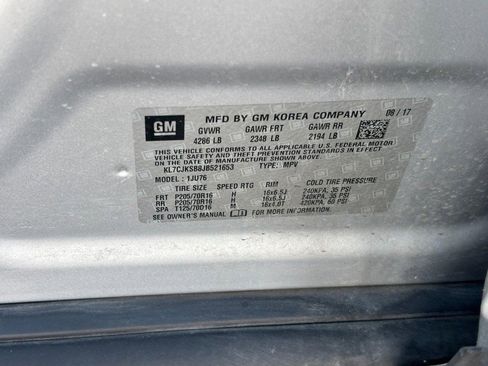 GM
MFD BY GM KOREA COMPANY 08/17
GVWR GAWR FRT GAWR RR
4286 LB 2348 LB 2194 LB
THIS VEHICLE CONFORMS TO ALL APPLICABLE U.S. FEDERAL MOTOR
VEHICLE SAFETY AND THEFT PREVENTION STANDARDS IN EFFECT ON THE
DATE OF MANUFACTURE SHOWN ABOVE.
KL7CJKSB8JB521653 TYPE: MPV
MODEL: 1JU76
TIRE SIZE SPEED RTG RIM COLD TIRE PRESSURE
FRT P205/70R16 H 16x6.5J 240KPA, 35 PSI
RR P205/70R16 H 16x6.5J 240KPA, 35 PSI
SPA T125/70D16 M 16x4.0T 420KPA, 60 PSI
SEE OWNER'S MANUAL FOR MORE INFORMATION.